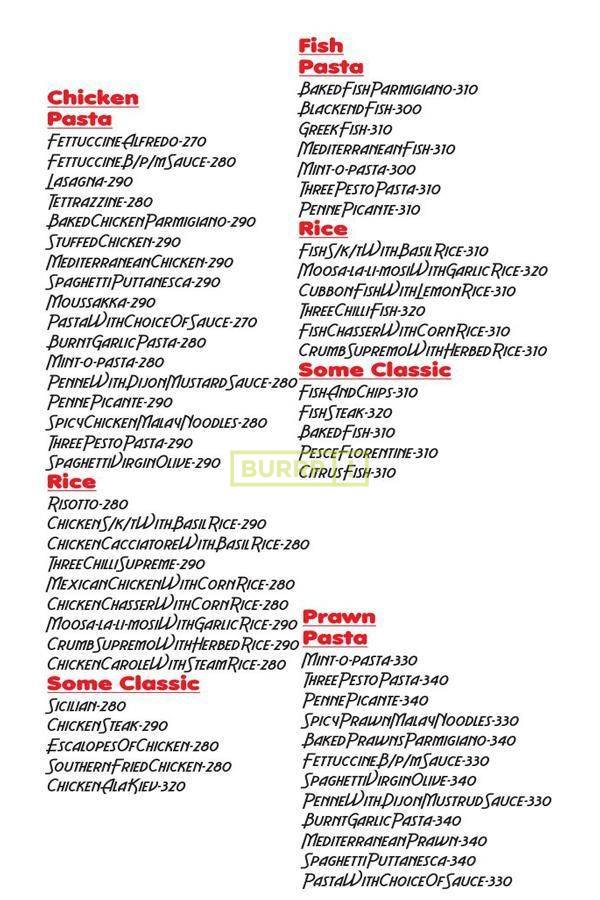 Chicken
Pasta
FettuccineAlfredo-270
FettuccineB/p/mSauce-280
Lasagna-290
Tettrazzine-280
BakedChickenParmigiano-290
StuffedChicken-290
MediterraneanChicken-290
SpaghettiPuttanesca-290
Moussakka-290
PastaWithChoiceOfSauce-270
BurntGarlicPasta-280
Mint-o-pasta-280
PenneWithDijonMustardSauce-280
PennePicante-290
SpicyChickenMalayNoodles-280
ThreePestoPasta-290
SpaghettiVirginOlive-290
Rice
Risotto-280
ChickenS/k/tWithBasilRice-290
ChickenCacciatoreWithBasilRice-280
ThreeChilliSupreme-290
MexicanChickenWithCornRice-280
ChickenChasserWithCornRice-280
Moosa-la-li-mosiWithGarlicRice-290
CrumbSupremoWithHerbedRice-290
ChickenCaroleWithSteamRice-280
Some Classic
Sicilian-280
ChickenSteak-290
EscalopesOfChicken-280
SouthernFriedChicken-280
ChickenAlaKiev-320
Fish
Pasta
BakedFishParmigiano-310
BlackendFish-300
GreekFish-310
MediterraneanFish-310
Mint-o-pasta-300
ThreePestoPasta-310
PennePicante-310
Rice
FishS/k/tWithBasilRice-310
Moosa-la-li-mosiWithGarlicRice-320
CubbonFishWithLemonRice-310
ThreeChilliFish-320
FishChasserWithCornRice-310
CrumbSupremoWithHerbedRice-310
Some Classic
FishAndChips-310
FishSteak-320
BakedFish-310
PesceFlorentine-310
CitrusFish-310
Prawn
Pasta
Mint-o-pasta-330
ThreePestoPasta-340
PennePicante-340
SpicyPrawnMalayNoodles-330
BakedPrawnsParmigiano-340
FettuccineB/p/mSauce-330
SpaghettiVirginOlive-340
PenneWithDijonMustrudSauce-330
BurntGarlicPasta-340
MediterraneanPrawn-340
SpaghettiPuttanesca-340
PastaWithChoiceOfSauce-330